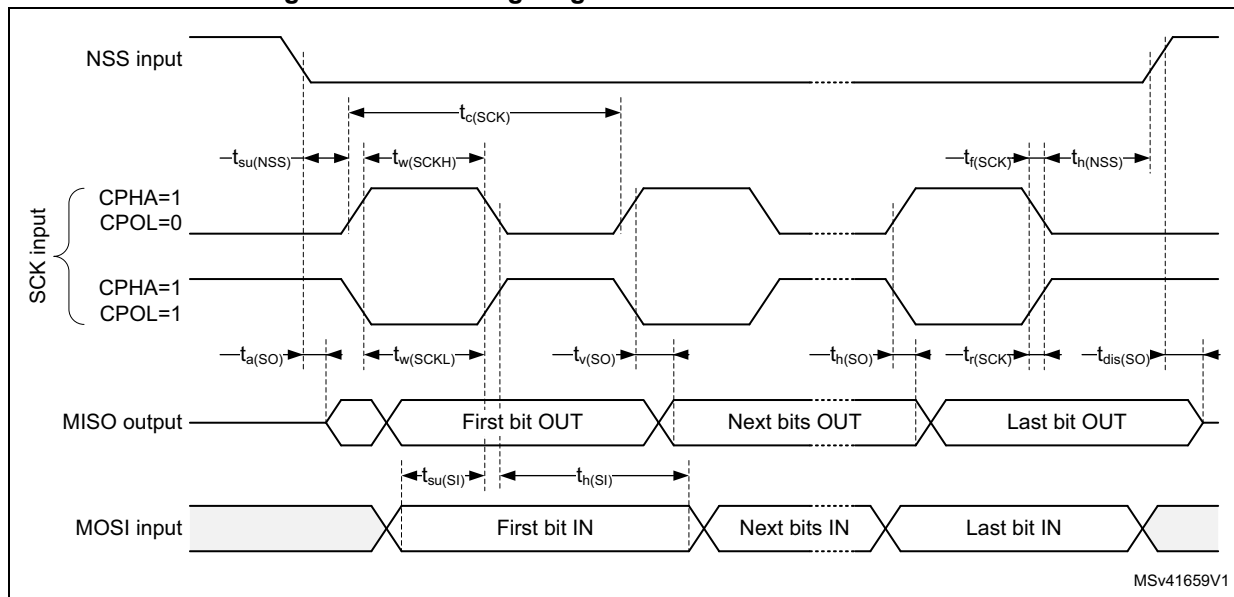 NSS input
tc(SCK)
tsu(NSS) tw(SCKH) tf(SCK) th(NSS)
SCK input
CPHA=1
CPOL=0
CPHA=1
CPOL=1
ta(SO) tw(SCKL) tv(SO) th(SO) tr(SCK) tdis(SO)
MISO output First bit OUT Next bits OUT Last bit OUT
tsu(SI) th(SI)
MOSI input First bit IN Next bits IN Last bit IN
MSv41659V1